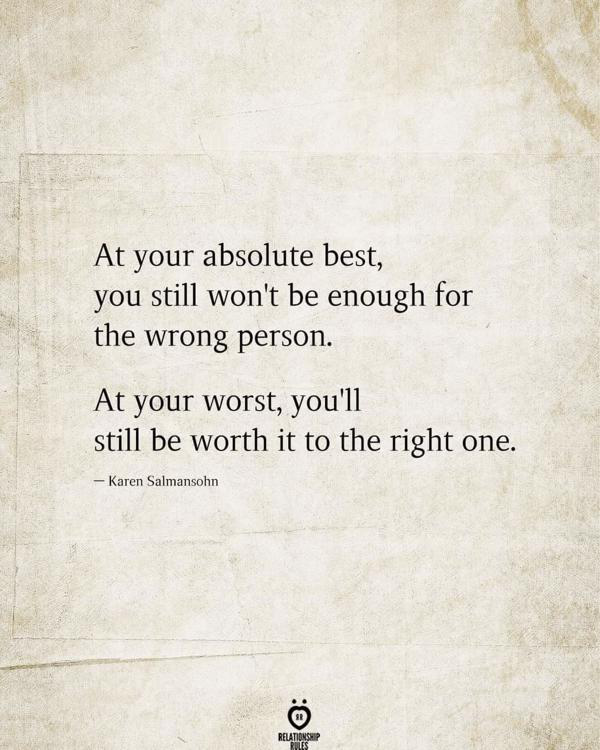 At your absolute best,
you still won't be enough for
the wrong person.
At your worst, you'll
still be worth it to the right one.
— Karen Salmansohn
RR
RELATIONSHIP
RULES